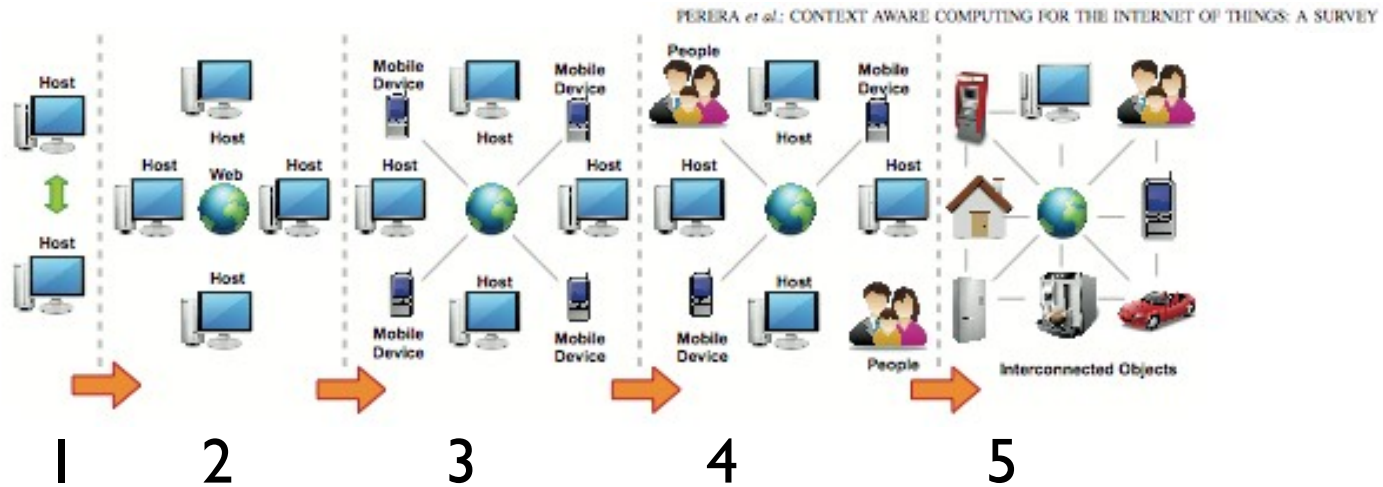 PERERA et al.: CONTEXT AWARE COMPUTING FOR THE INTERNET OF THINGS: A SURVEY
Host
Host
Host
Host
Web
Host
Host
Mobile
Device
Host
Mobile
Device
Host
Host
Mobile
Device
Host
Mobile
Device
People
Host
Mobile
Device
Host
Host
Mobile
Device
Host
People
Interconnected Objects
1 2 3 4 5